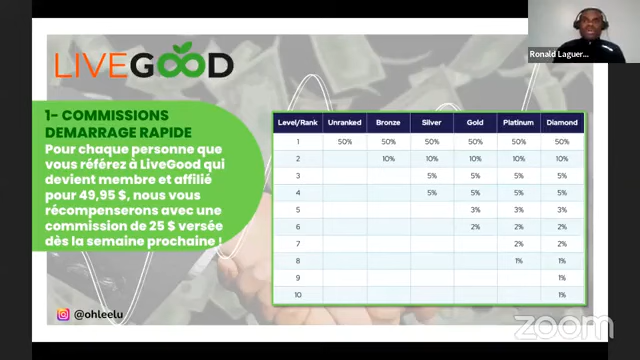 Ronald Laguer...
LIVEGOOD
1- COMMISSIONS
DEMARRAGE RAPIDE
Pour chaque personne que
vous référez à LiveGood qui
devient membre et affilié
pour 49,95 $, nous vous
récompenserons avec une
commission de 25 $ versée
dès la semaine prochaine !
Level/Rank Unranked Bronze Silver Gold Platinum Diamond
1 50% 50% 50% 50% 50% 50%
2 10% 10% 10% 10% 10%
3 5% 5% 5% 5%
4 5% 5% 5% 5%
5 3% 3% 3%
6 2% 2% 2%
7 2% 2%
8 1% 1%
9 1%
10 1%
@ohleelu
zoom